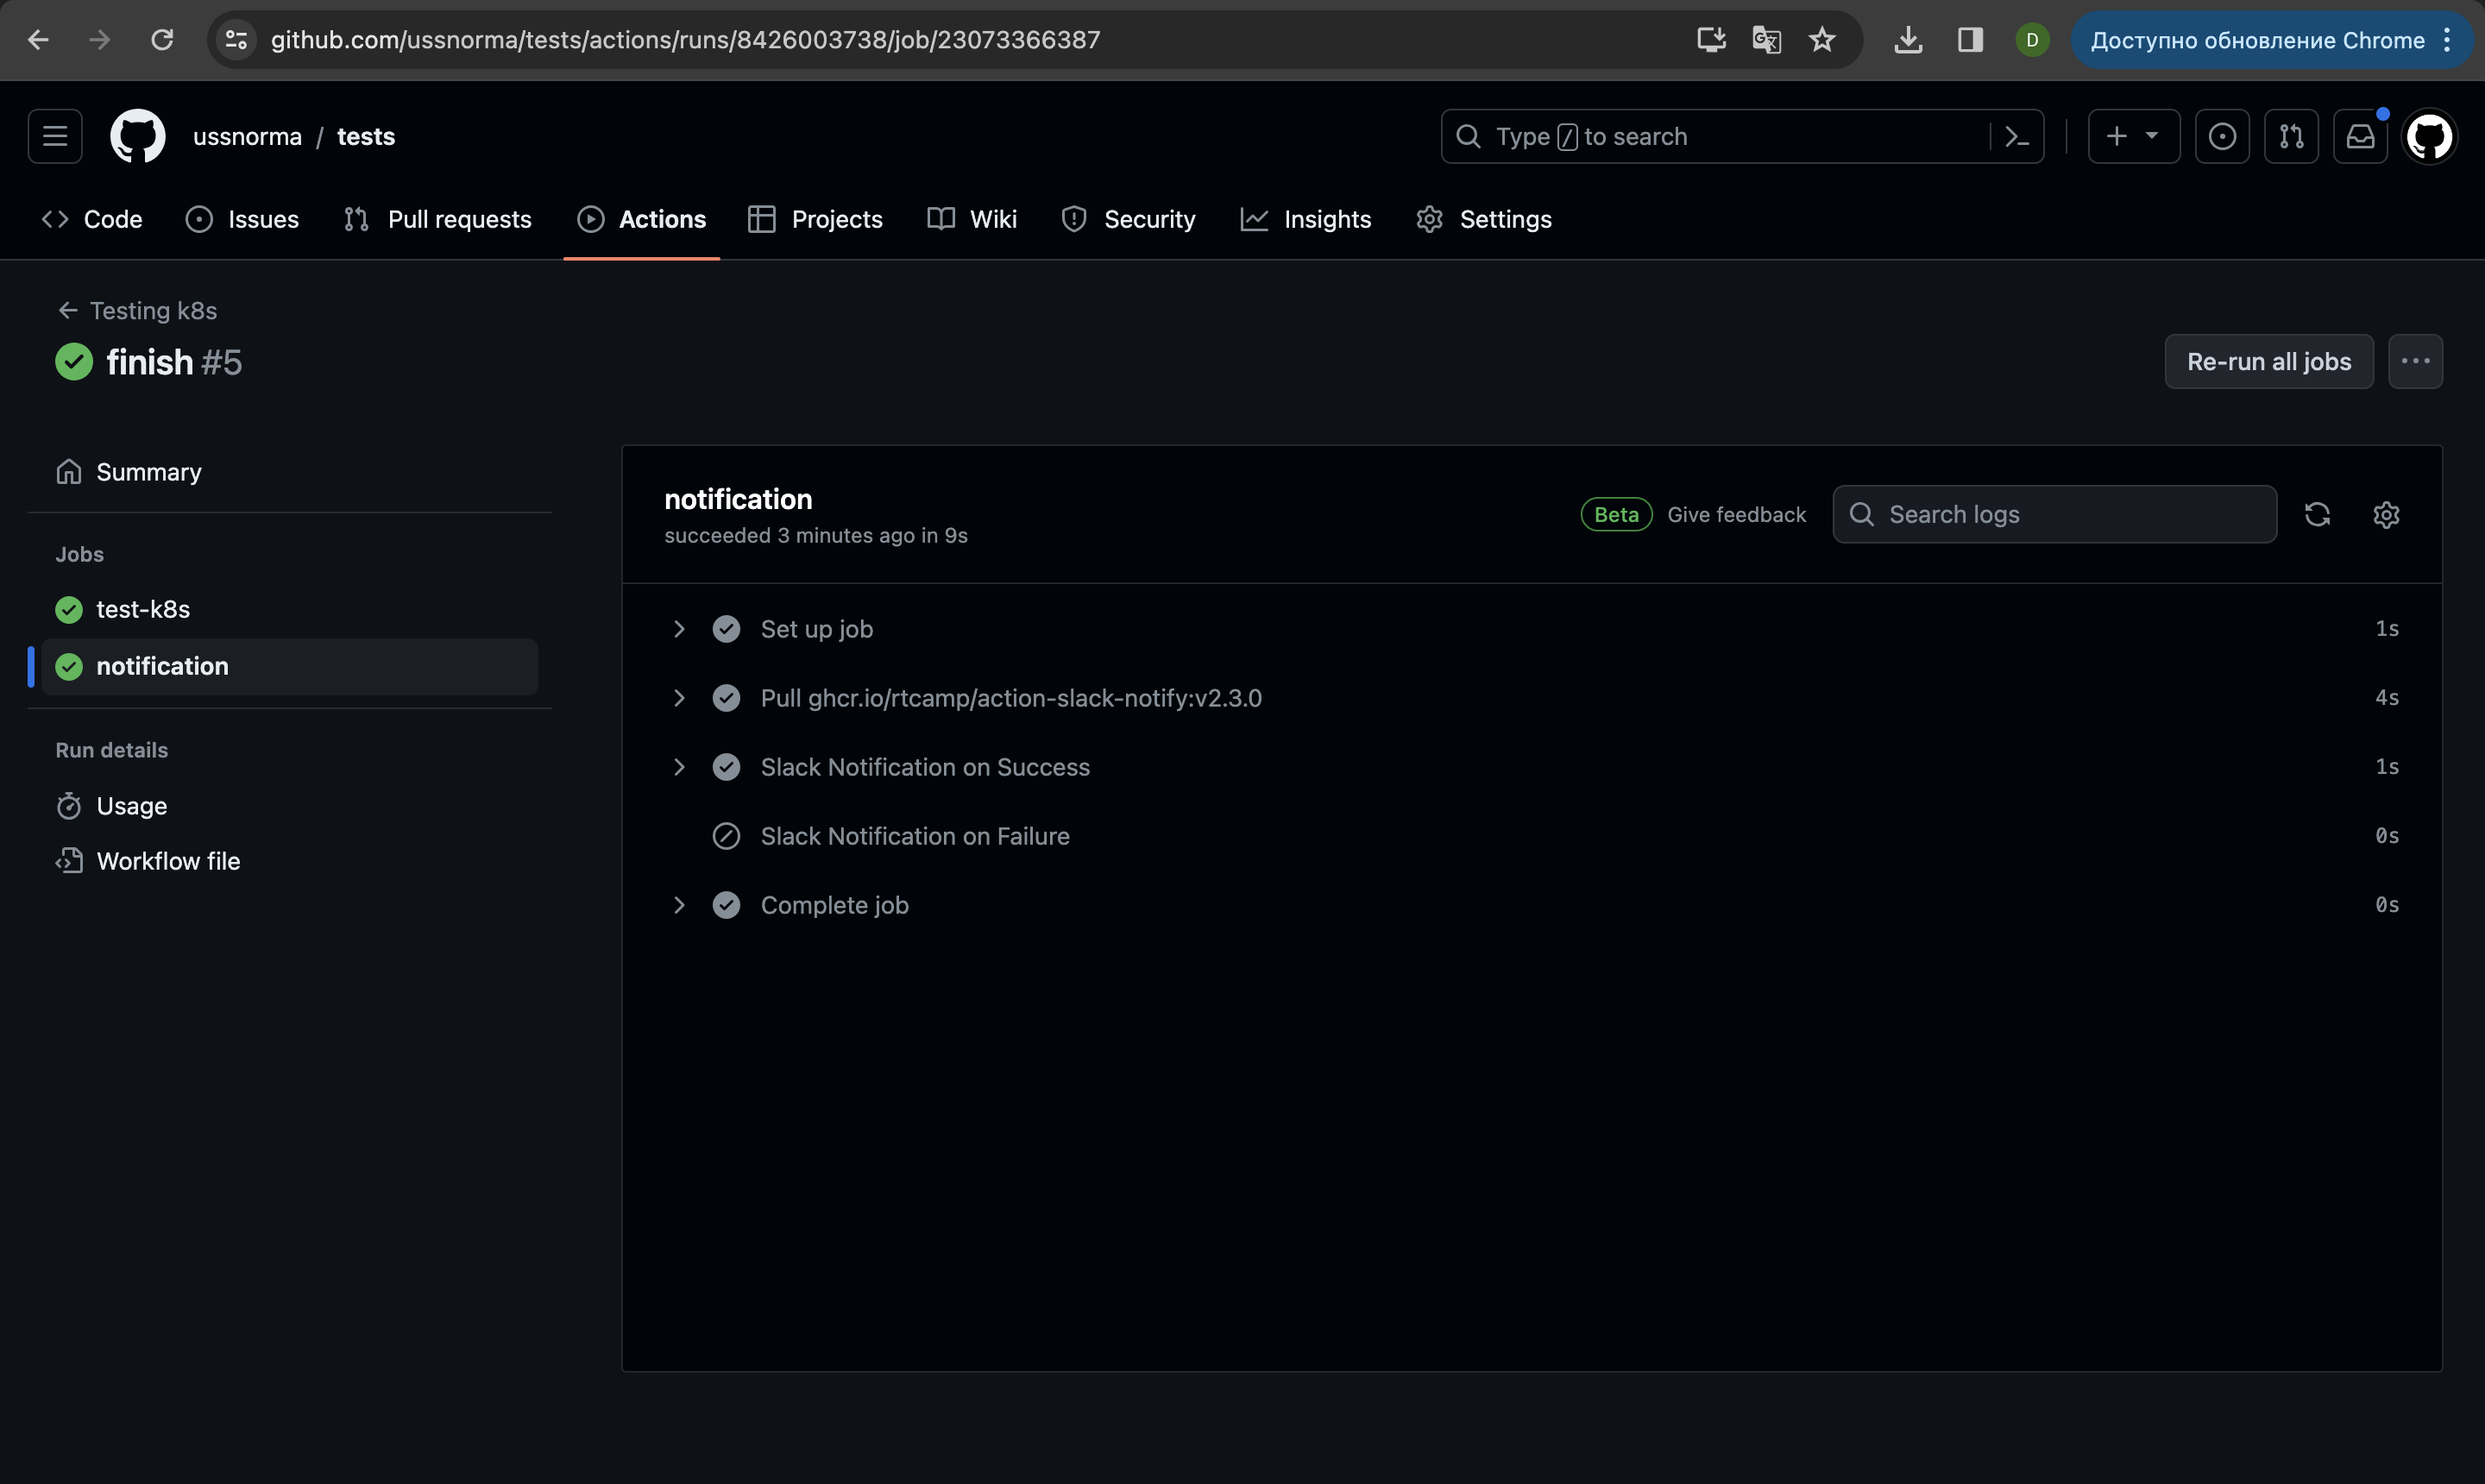 github.com/ussnorma/tests/actions/runs/8426003738/job/23073366387
D
Доступно обновление Chrome
ussnorma / tests
Type / to search
Code
Issues
Pull requests
Actions
Projects
Wiki
Security
Insights
Settings
Testing k8s
finish #5
Re-run all jobs
Summary
Jobs
test-k8s
notification
Run details
Usage
Workflow file
notification
succeeded 3 minutes ago in 9s
Beta
Give feedback
Search logs
Set up job 1s
Pull ghcr.io/rtcamp/action-slack-notify:v2.3.0 4s
Slack Notification on Success 1s
Slack Notification on Failure 0s
Complete job 0s